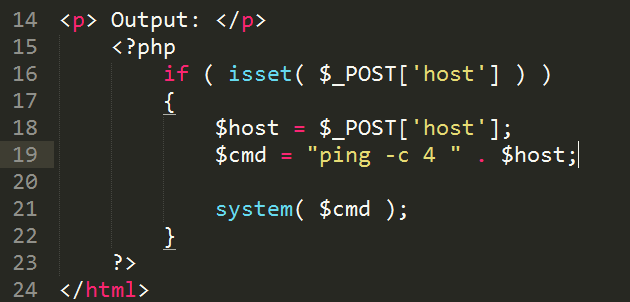 14 <p> Output: </p>
15     <?php
16         if ( isset( $_POST['host'] ) )
17         {
18             $host = $_POST['host'];
19             $cmd = "ping -c 4 " . $host;
20
21             system( $cmd );
22         }
23     ?>
24 </html>